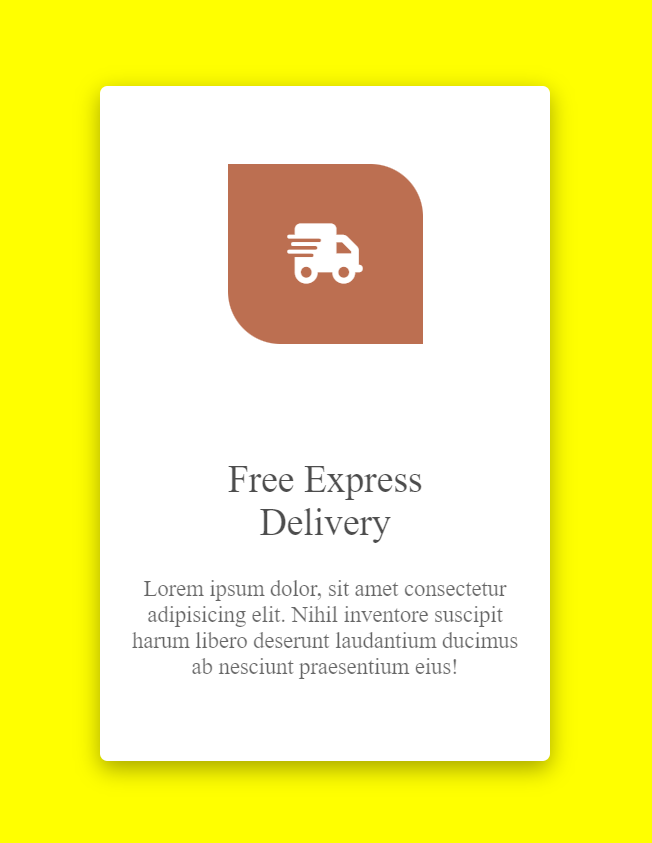 Free Express
Delivery
Lorem ipsum dolor, sit amet consectetur
adipisicing elit. Nihil inventore suscipit
harum libero deserunt laudantium ducimus
ab nesciunt praesentium eius!